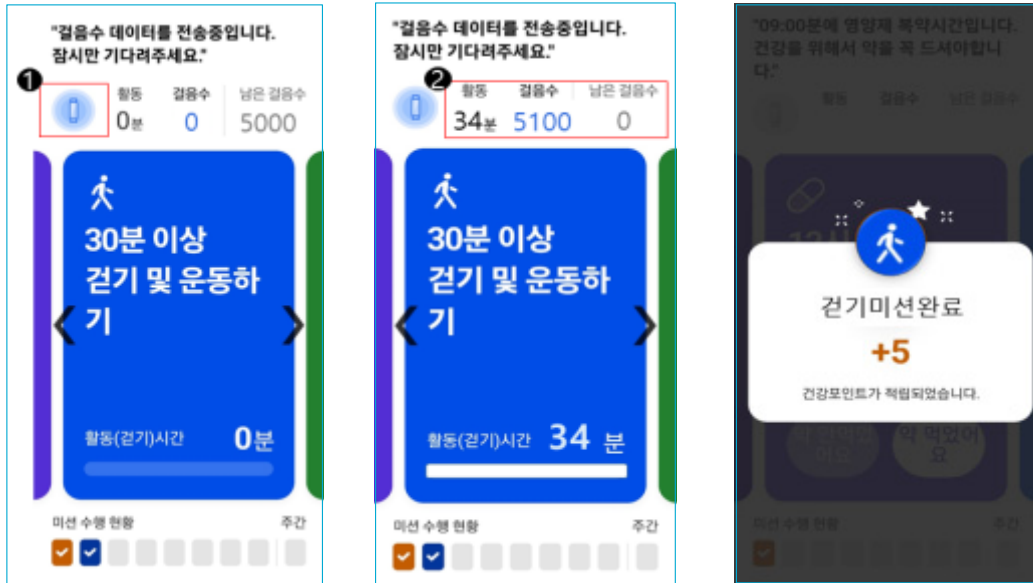 "걸음수 데이터를 전송중입니다.
잠시만 기다려주세요."
1
활동 걸음수 남은 걸음수
0분 0 5000
30분 이상
걷기 및 운동하
기
활동(걷기)시간 0분
미션 수행 현황 주간
"걸음수 데이터를 전송중입니다.
잠시만 기다려주세요."
2
활동 걸음수 남은 걸음수
34분 5100 0
30분 이상
걷기 및 운동하
기
활동(걷기)시간 34 분
미션 수행 현황 주간
"09:00분에 영양제 복약시간입니다.
건강을 위해서 약을 꼭 드셔야합니
다."
활동 걸음수 남은 걸음수
걷기미션완료
+5
건강포인트가 적립되었습니다.
약 먹었어
요
미션 수행 현황 주간